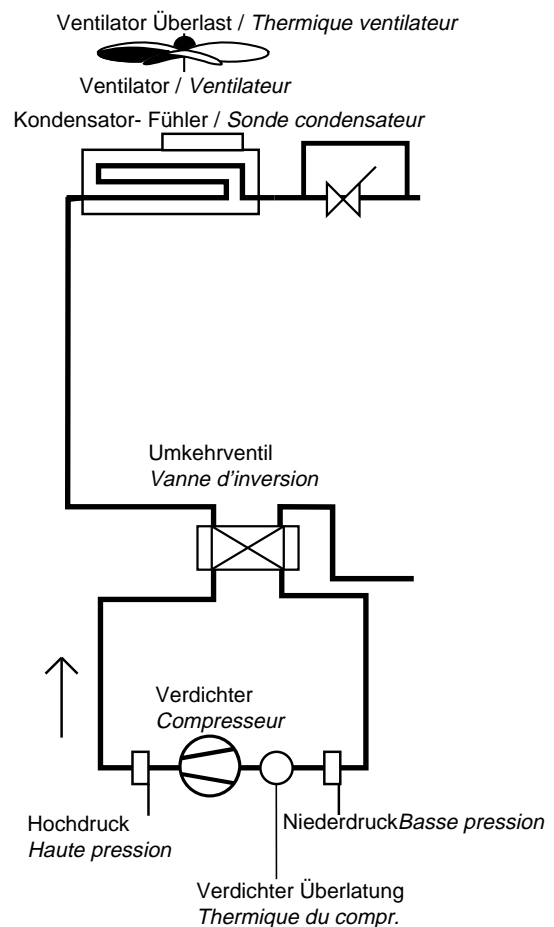 Ventilator Überlast / Thermique ventilateur
Ventilator / Ventilateur
Kondensator- Fühler / Sonde condensateur
Umkehrventil
Vanne d'inversion
Verdichter
Compresseur
Hochdruck
Haute pression
NiederdruckBasse pression
Verdichter Überlatung
Thermique du compr.